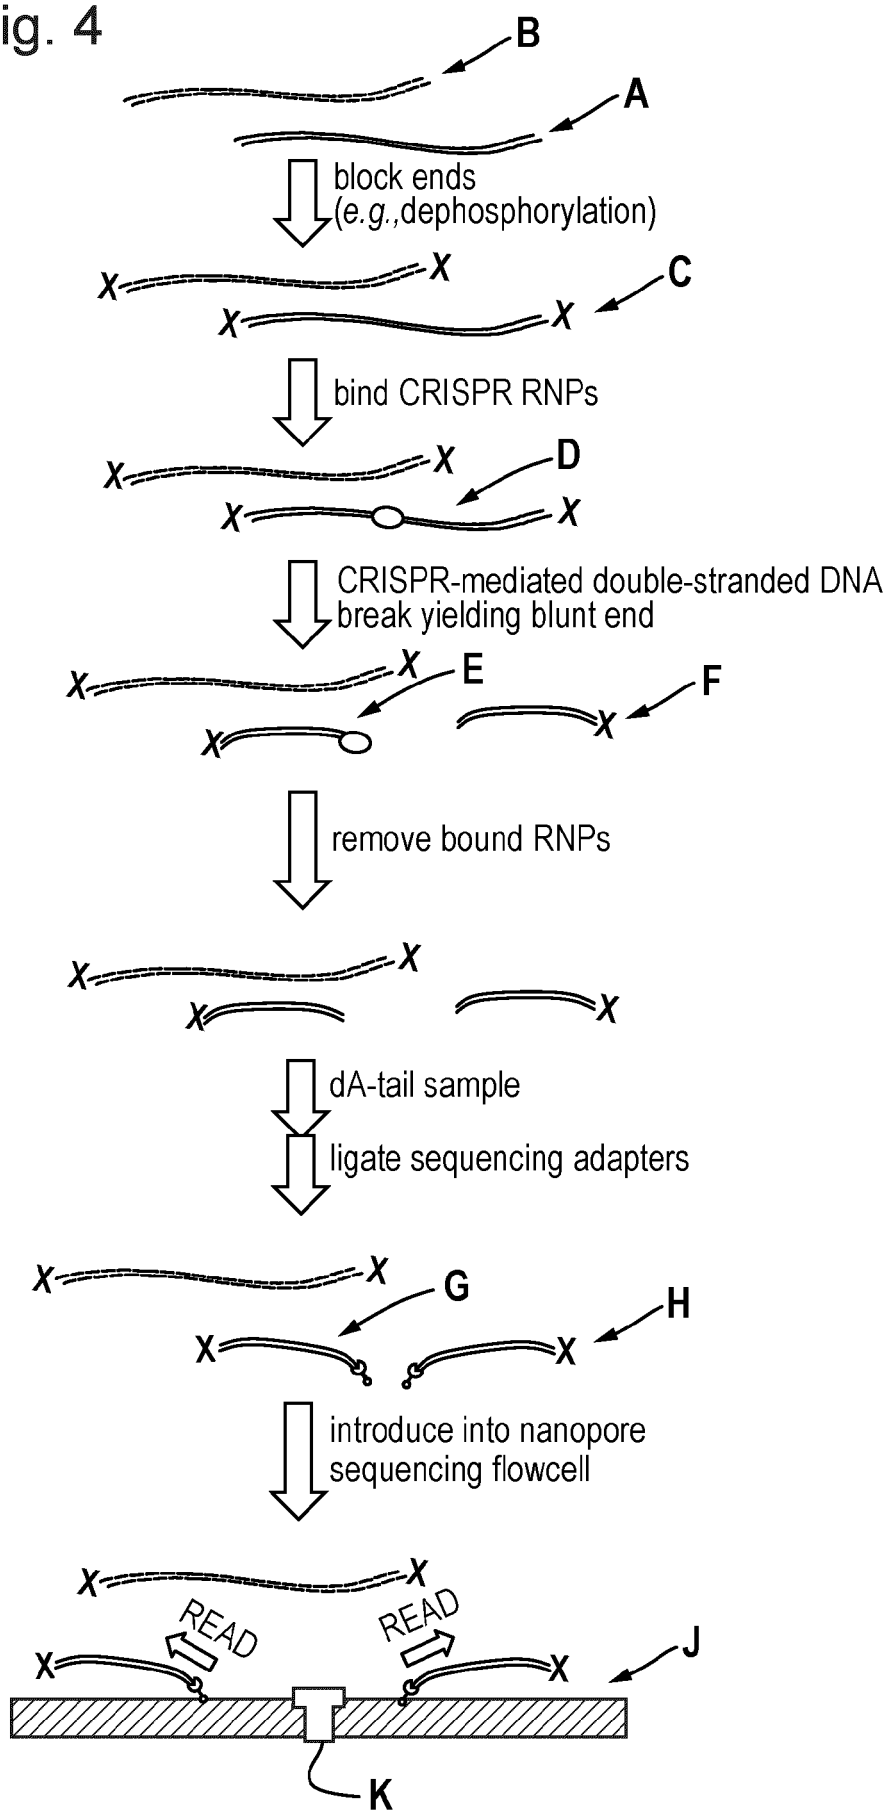 ig. 4
B
A
block ends
(e.g.,dephosphorylation)
X X
C
X X
bind CRISPR RNPs
X X
D
X X
CRISPR-mediated double-stranded DNA
break yielding blunt end
X X
E F
X X
remove bound RNPs
X X
X X
dA-tail sample
ligate sequencing adapters
X X
G H
X X
introduce into nanopore
sequencing flowcell
X X
READ READ
J
X X
K